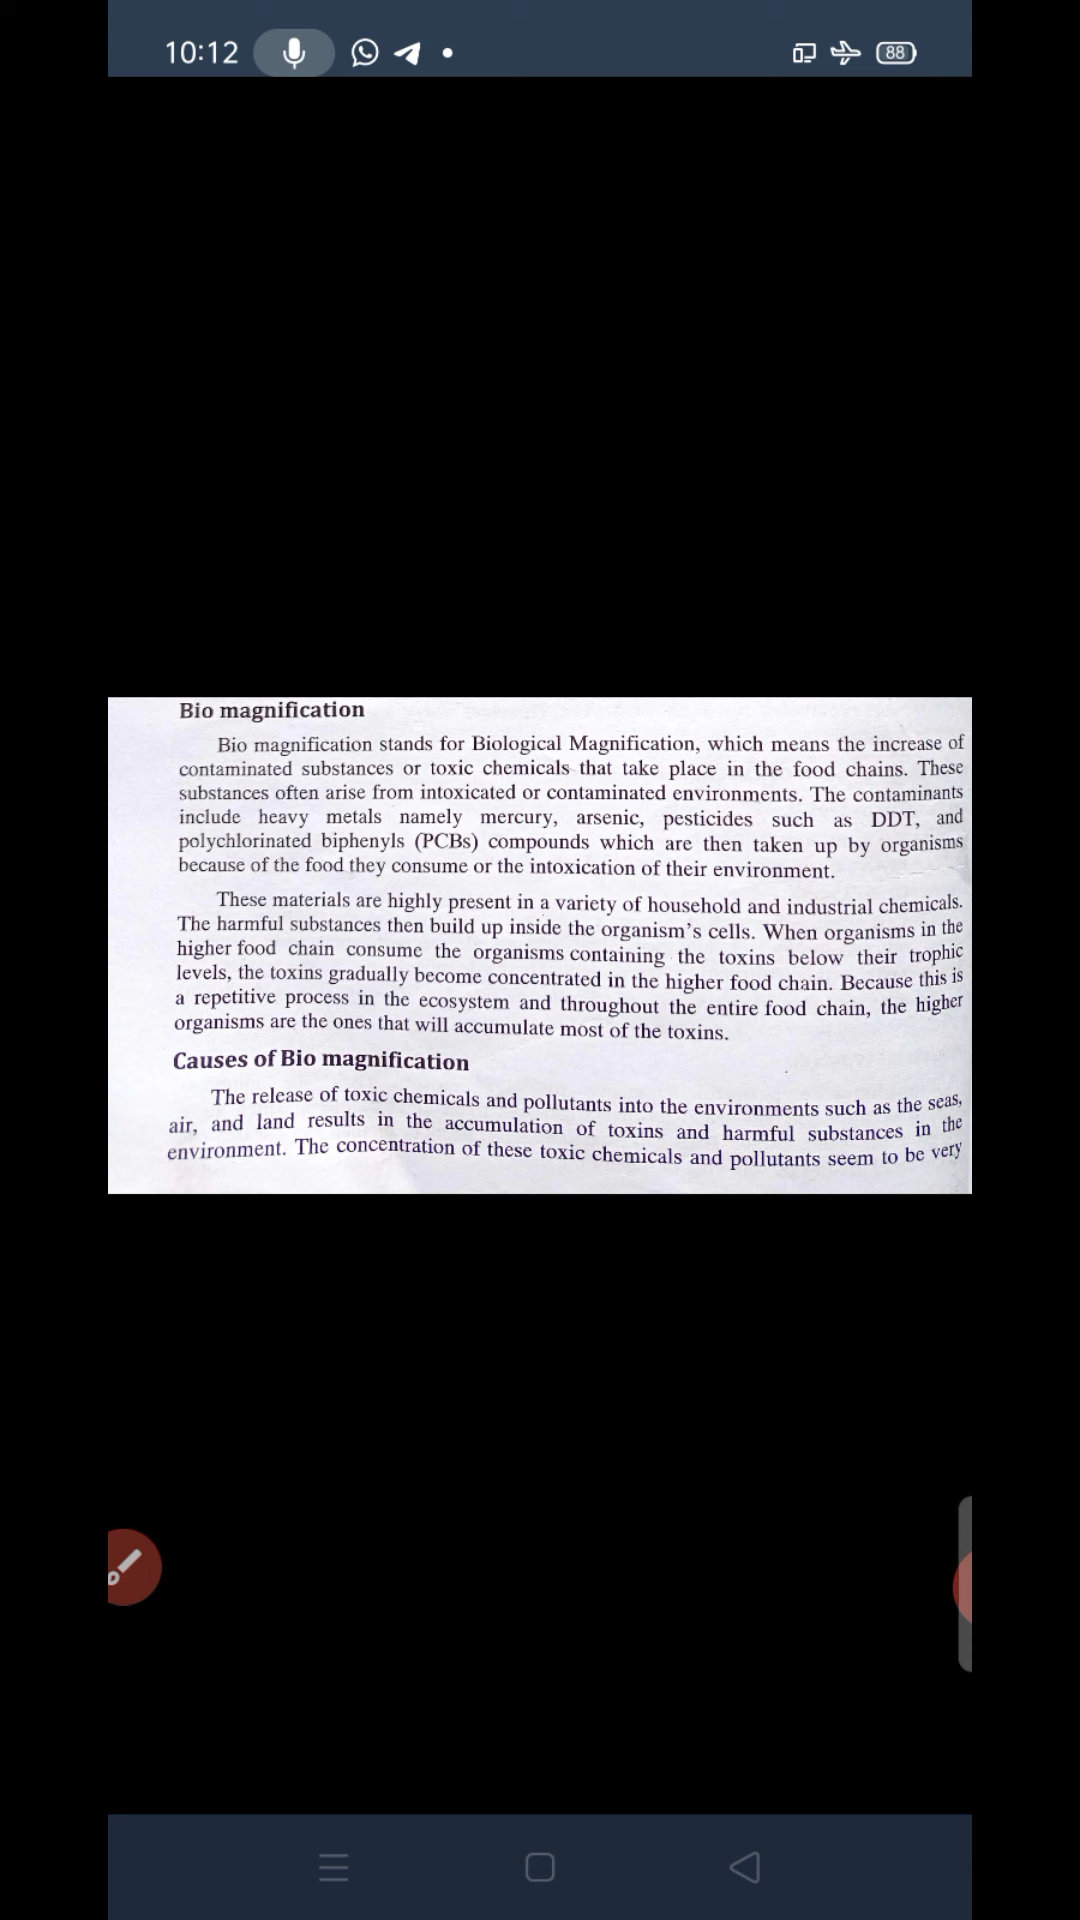 10:12
88
Bio magnification
Bio magnification stands for Biological Magnification, which means the increase of
contaminated substances or toxic chemicals that take place in the food chains. These
substances often arise from intoxicated or contaminated environments. The contaminants
include heavy metals namely mercury, arsenic, pesticides such as DDT, and
polychlorinated biphenyls (PCBs) compounds which are then taken up by organisms
because of the food they consume or the intoxication of their environment.
These materials are highly present in a variety of household and industrial chemicals.
The harmful substances then build up inside the organism's cells. When organisms in the
higher food chain consume the organisms containing the toxins below their trophic
levels, the toxins gradually become concentrated in the higher food chain. Because this is
a repetitive process in the ecosystem and throughout the entire food chain, the higher
organisms are the ones that will accumulate most of the toxins.
Causes of Bio magnification
The release of toxic chemicals and pollutants into the environments such as the seas,
air, and land results in the accumulation of toxins and harmful substances in the
environment. The concentration of these toxic chemicals and pollutants seem to be very